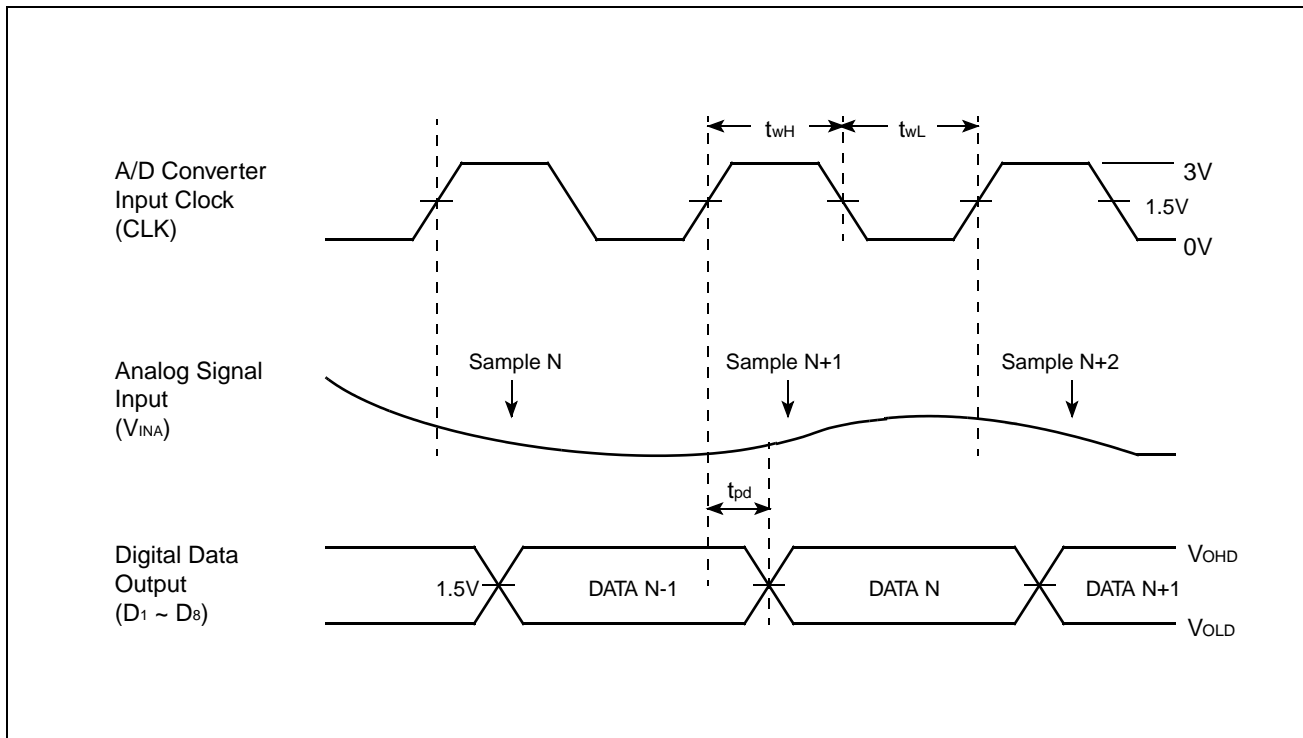 twH
twL
A/D Converter
Input Clock
(CLK)
3V
1.5V
0V
Analog Signal
Input
(VINA)
Sample N
Sample N+1
Sample N+2
tpd
Digital Data
Output
(D1 ~ D8)
1.5V
DATA N-1
DATA N
DATA N+1
VOHD
VOLD